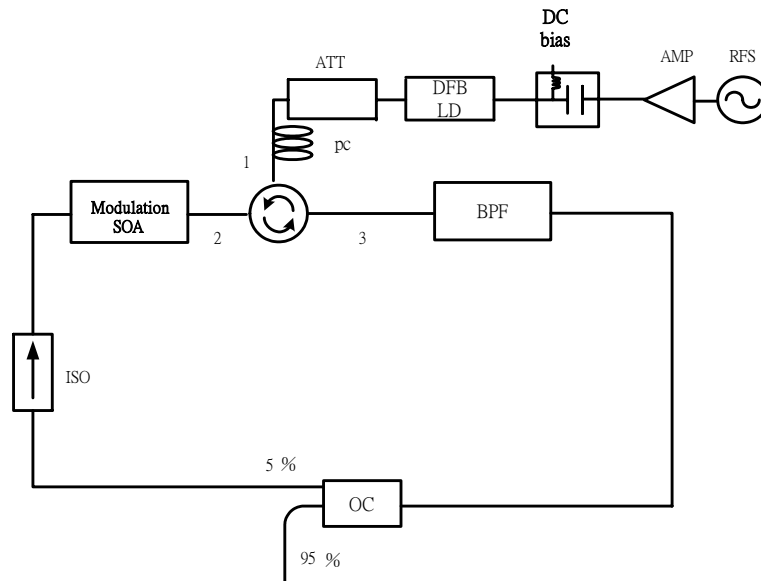 DC
bias
AMP
RFS
ATT
DFB
LD
pc
1
Modulation
SOA
2
3
BPF
ISO
5 %
OC
95 %